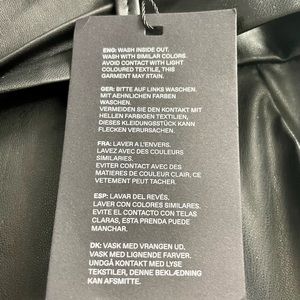 ENG: WASH INSIDE OUT.
WASH WITH SIMILAR COLORS.
AVOID CONTACT WITH LIGHT
COLOURED TEXTILE, THIS
GARMENT MAY STAIN.
GER: BITTE AUF LINKS WASCHEN.
MIT AEHNLICHEN FARBEN
WASCHEN.
VERMEIDEN SIE DEN KONTAKT MIT
HELLEN FARBIGEN TEXTILIEN,
DIESES KLEIDUNGSSTÜCK KANN
FLECKEN VERURSACHEN.
FRA: LAVER A L'ENVERS.
LAVEZ AVEC DES COULEURS
SIMILARIES.
EVITER CONTACT AVEC DES
MATIERES DE COULEUR CLAIR, CE
VETEMENT PEUT TACHER.
ESP: LAVAR DEL REVÉS.
LAVER CON COLORES SIMILARES.
EVITE EL CONTACTO CON TELAS
CLARAS, ESTA PRENDA PUEDE
MANCHAR.
DK: VASK MED VRANGEN UD.
VASK MED LIGNENDE FARVER.
UNDGÅ KONTAKT MED LYSE
TEKSTILER, DENNE BEKLÆDNING
KAN AFSMITTE.